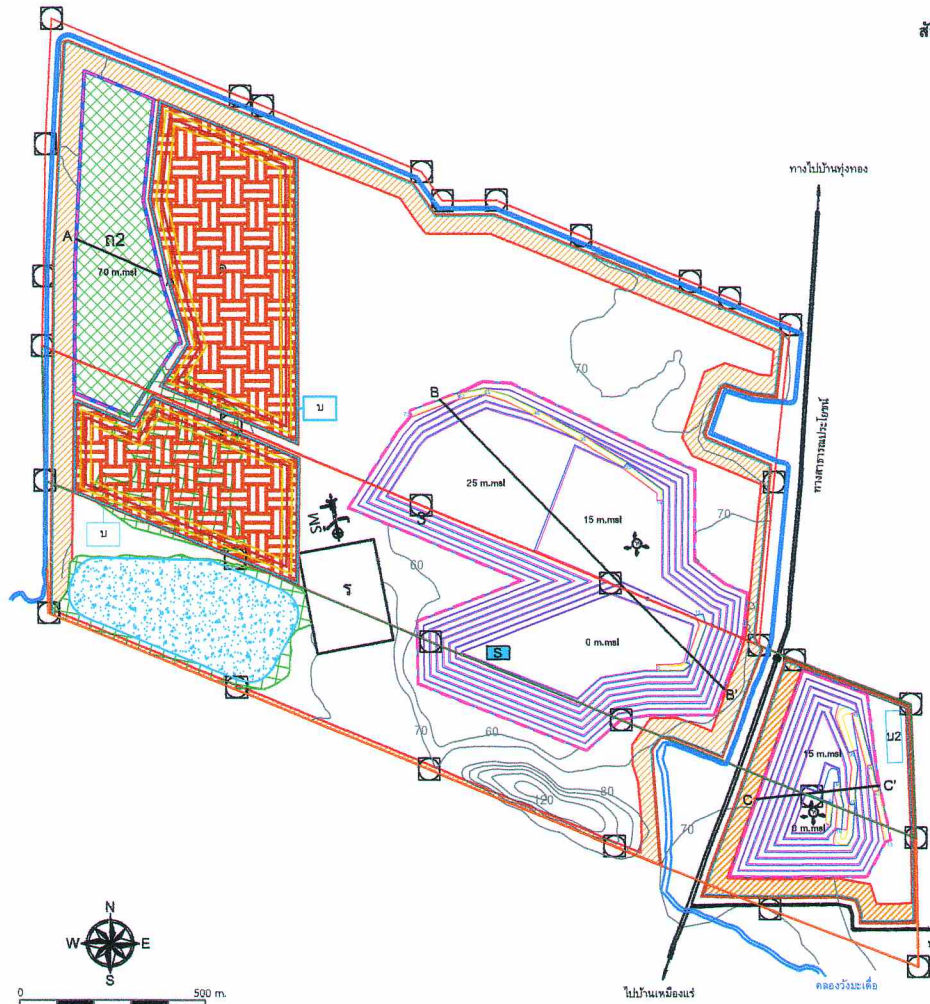 ทางไปบ้านทุ่งทอง
A
ถ2
70 m.msl
70
B
ทางสาธารณประโยชน์
บ
25 m.msl
15 m.msl
70
SM
บ
60
ร
0 m.msl
S
B'
บ2
70
60
15 m.msl
80
120
C
C'
70
0 m.msl
N
W
E
S
0
500 m.
ไปบ้านเหมืองแร่
คลองวังมะเดื่อ